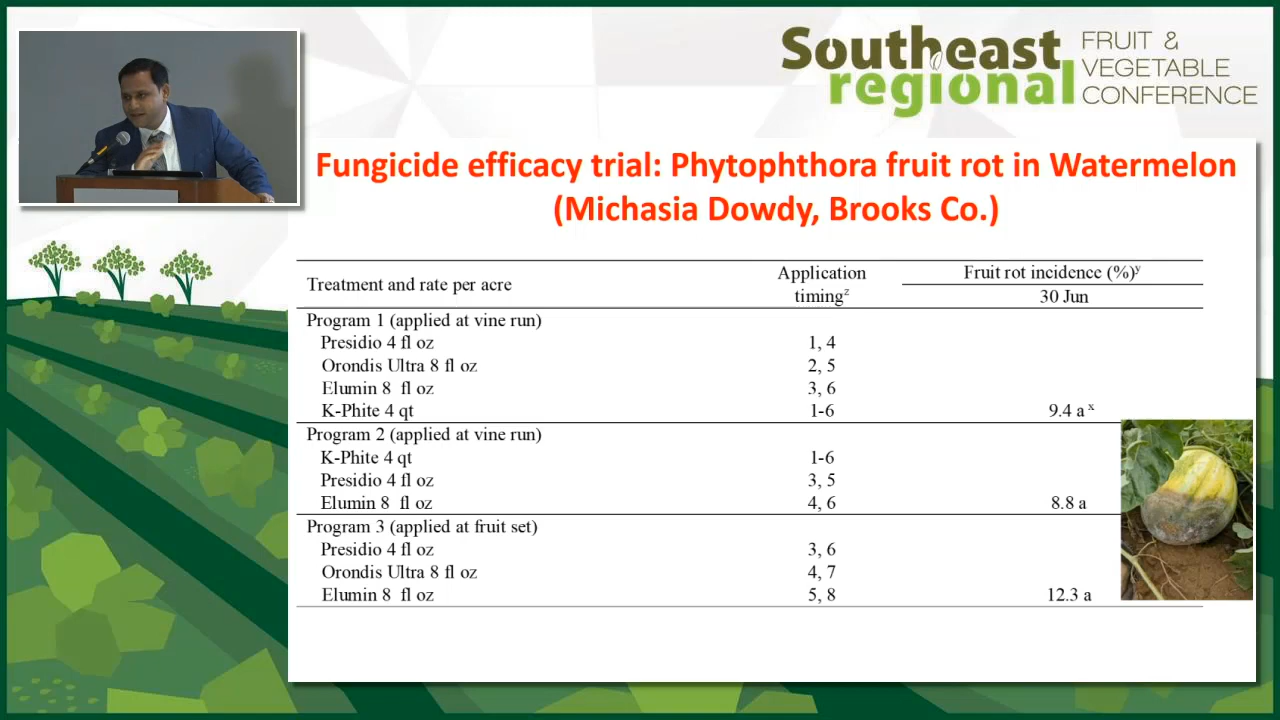 Southeast
regional
FRUIT &
VEGETABLE
CONFERENCE
Fungicide efficacy trial: Phytophthora fruit rot in Watermelon
(Michasia Dowdy, Brooks Co.)
Treatment and rate per acre
Application
timingᶻ
Fruit rot incidence (%)ʸ
30 Jun
Program 1 (applied at vine run)
Presidio 4 fl oz 1, 4
Orondis Ultra 8 fl oz 2, 5
Elumin 8 fl oz 3, 6
K-Phite 4 qt 1-6 9.4 a ˣ
Program 2 (applied at vine run)
K-Phite 4 qt 1-6
Presidio 4 fl oz 3, 5
Elumin 8 fl oz 4, 6 8.8 a
Program 3 (applied at fruit set)
Presidio 4 fl oz 3, 6
Orondis Ultra 8 fl oz 4, 7
Elumin 8 fl oz 5, 8 12.3 a